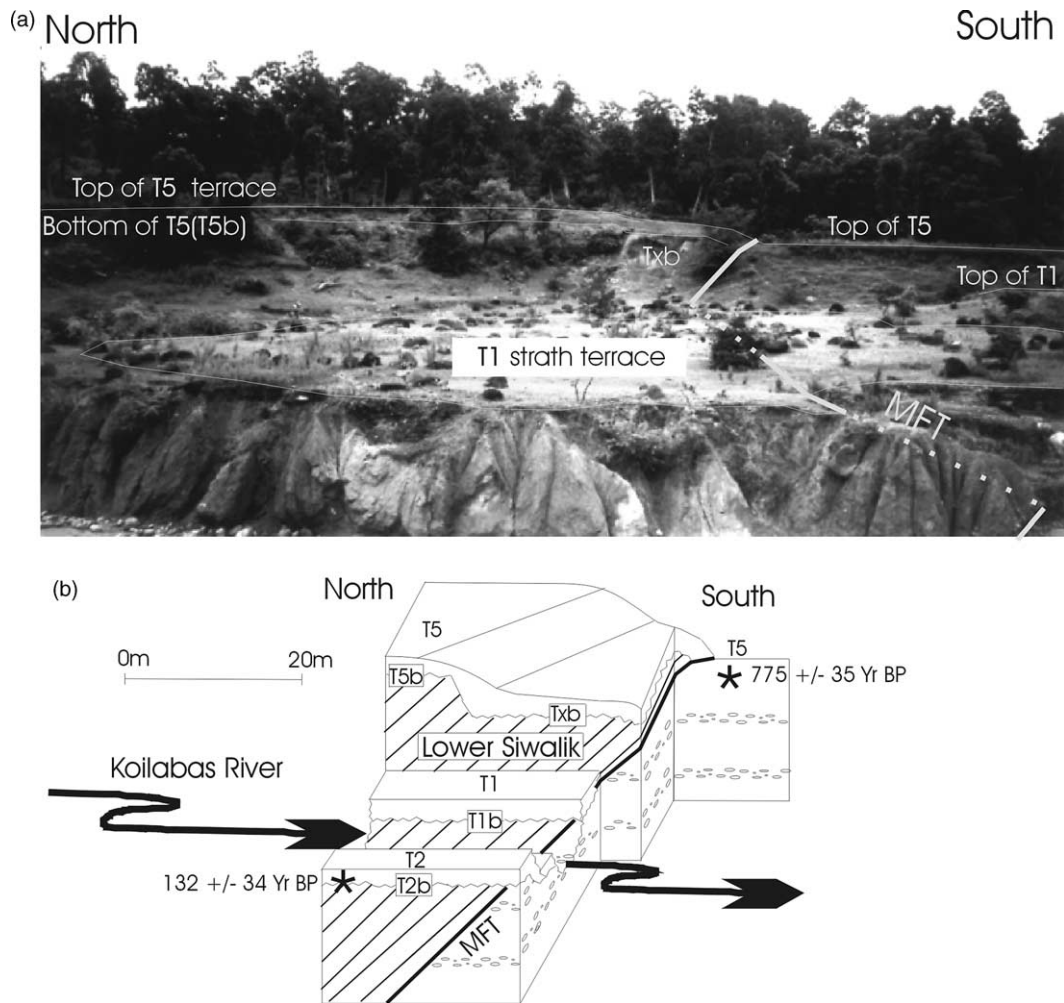 (a) North South
Top of T5 terrace
Bottom of T5(T5b)
Top of T5
Txb
Top of T1
T1 strath terrace
MFT
(b)
North South
0m 20m
T5
T5
T5b
775 +/- 35 Yr BP
Txb
Lower Siwalik
Koilabas River
T1
T1b
T2
132 +/- 34 Yr BP
T2b
MFT